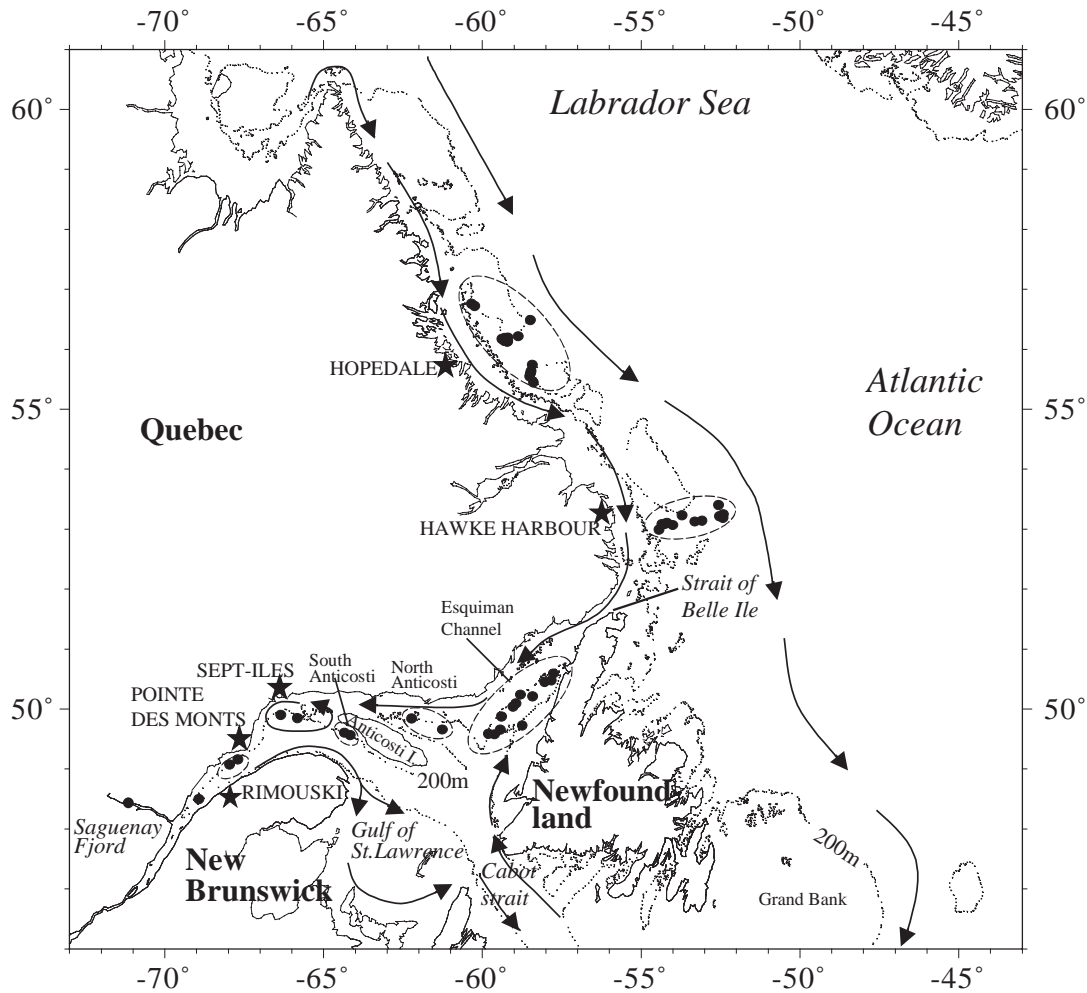 -70° -65° -60° -55° -50° -45°
60° 60°
Labrador Sea
HOPEDALE
Atlantic
Ocean
55° 55°
Quebec
HAWKE HARBOUR
Strait of
Belle Ile
Esquiman
Channel
SEPT-ILES
South
Anticosti
North
Anticosti
POINTE
DES MONTS
50° 50°
Anticosti I
200m
RIMOUSKI
Newfound-
land
Saguenay
Fjord
Gulf of
St.Lawrence
200m
New
Brunswick
Cabot
strait
Grand Bank
-70° -65° -60° -55° -50° -45°